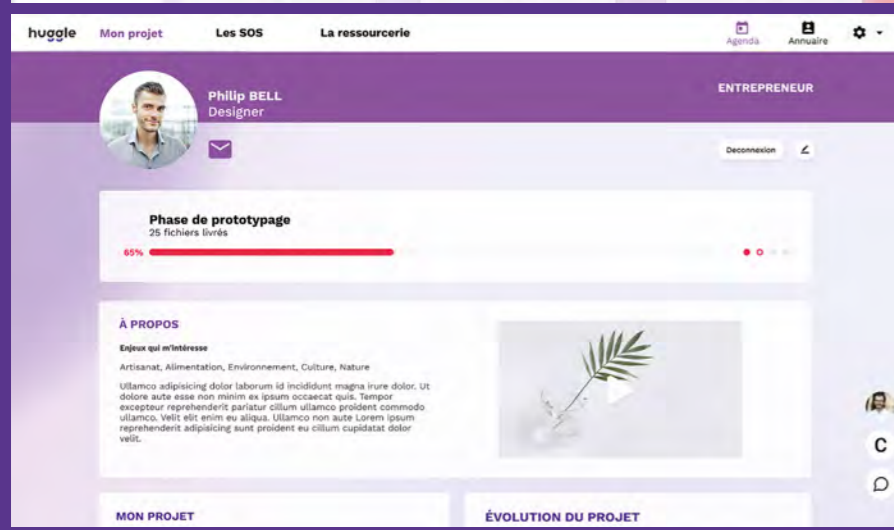 huggle Mon projet Les SOS La ressourcerie Agenda Annuaire
Philip BELL
Designer
ENTREPRENEUR
Deconnexion
Phase de prototypage
25 fichiers livrés
65%
À PROPOS
Enjeux qui m'intéresse
Artisanat, Alimentation, Environnement, Culture, Nature
Ullamco adipisicing dolor laborum id incididunt magna irure dolor. Ut
dolore aute esse non minim ex ipsum occaecat quis. Tempor
excepteur reprehenderit pariatur cillum ullamco proident commodo
ullamco. Velit elit enim eu aliqua. Ullamco non aute Lorem ipsum
reprehenderit adipisicing sunt proident eu cillum cupidatat dolor
velit.
C
MON PROJET
ÉVOLUTION DU PROJET